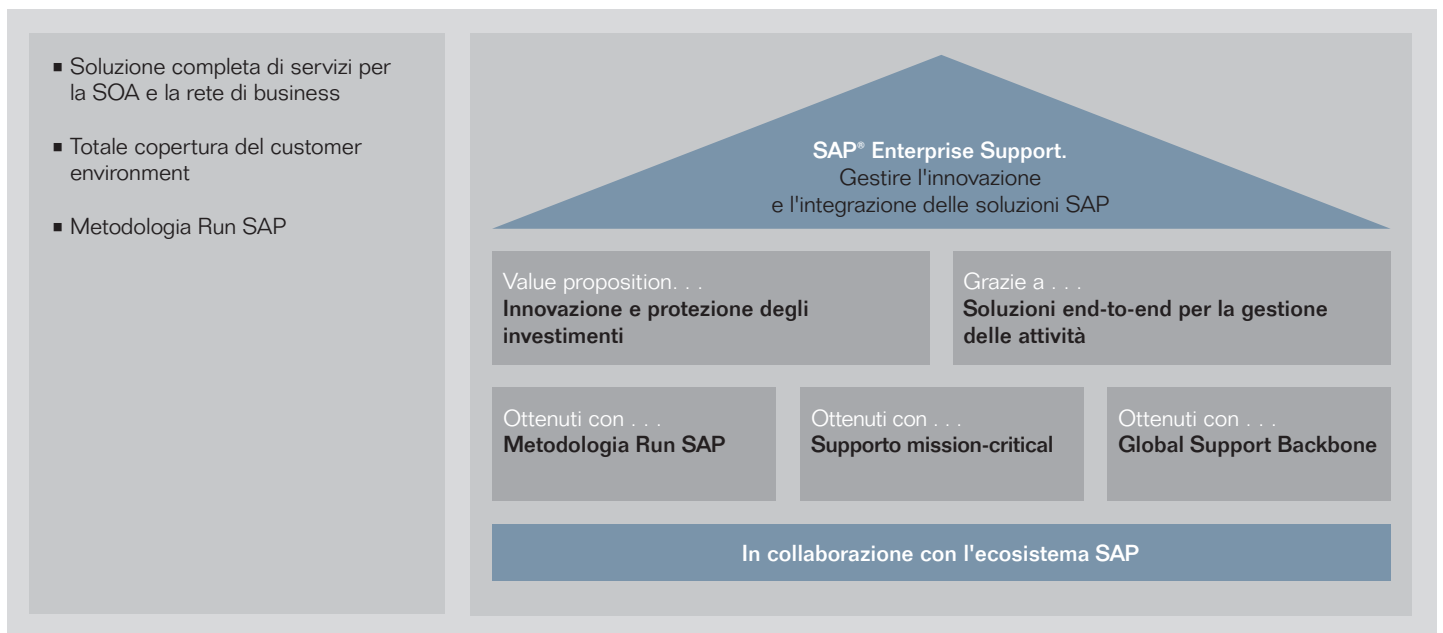 ▪ Soluzione completa di servizi per
la SOA e la rete di business
▪ Totale copertura del customer
environment
▪ Metodologia Run SAP
SAP® Enterprise Support.
Gestire l'innovazione
e l'integrazione delle soluzioni SAP
Value proposition. . .
Innovazione e protezione degli
investimenti
Grazie a . . .
Soluzioni end-to-end per la gestione
delle attività
Ottenuti con . . .
Metodologia Run SAP
Ottenuti con . . .
Supporto mission-critical
Ottenuti con . . .
Global Support Backbone
In collaborazione con l'ecosistema SAP